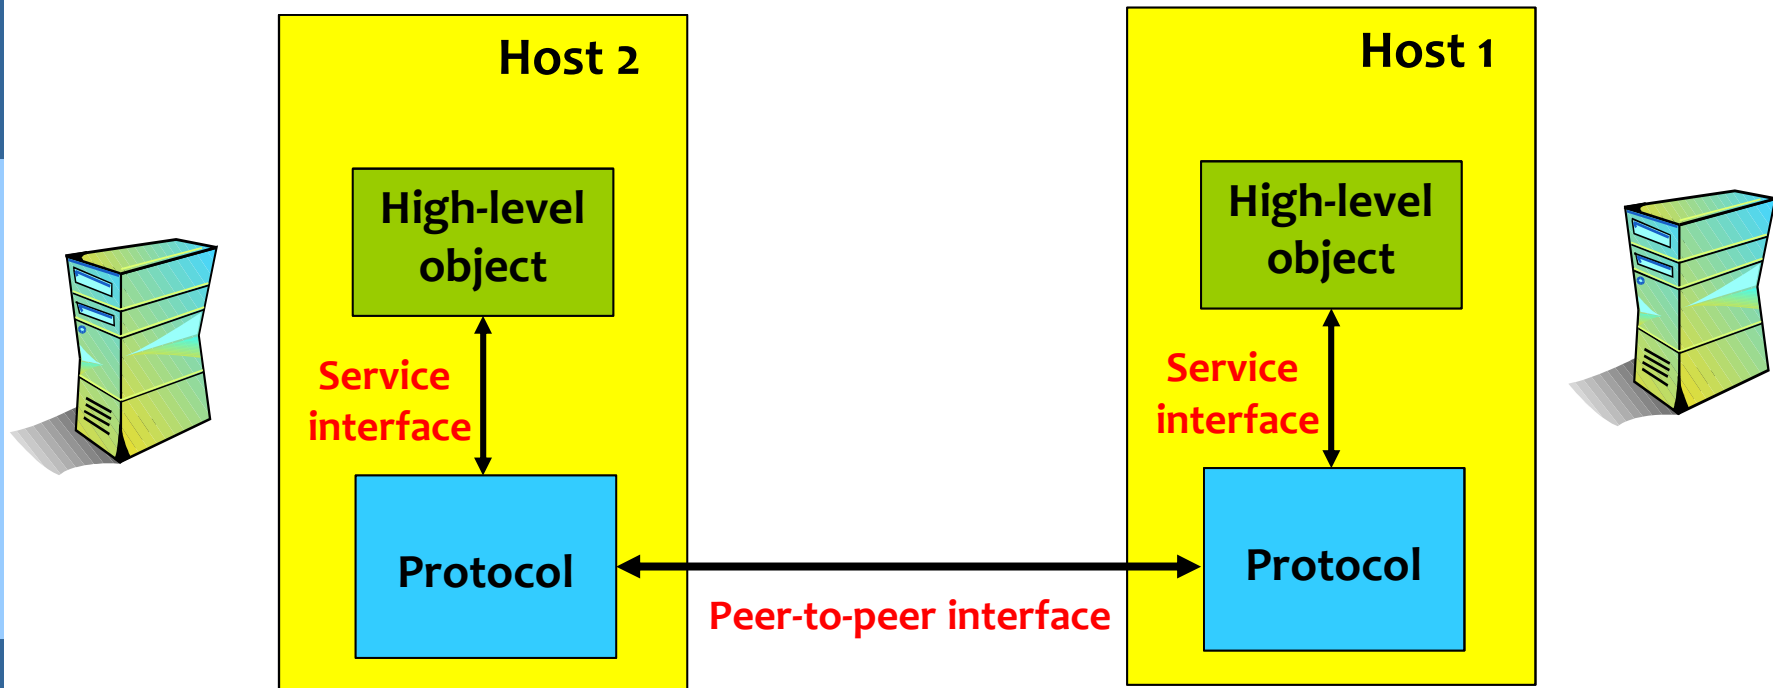 Host 2
High-level
object
Service
interface
Protocol
Peer-to-peer interface
Host 1
High-level
object
Service
interface
Protocol